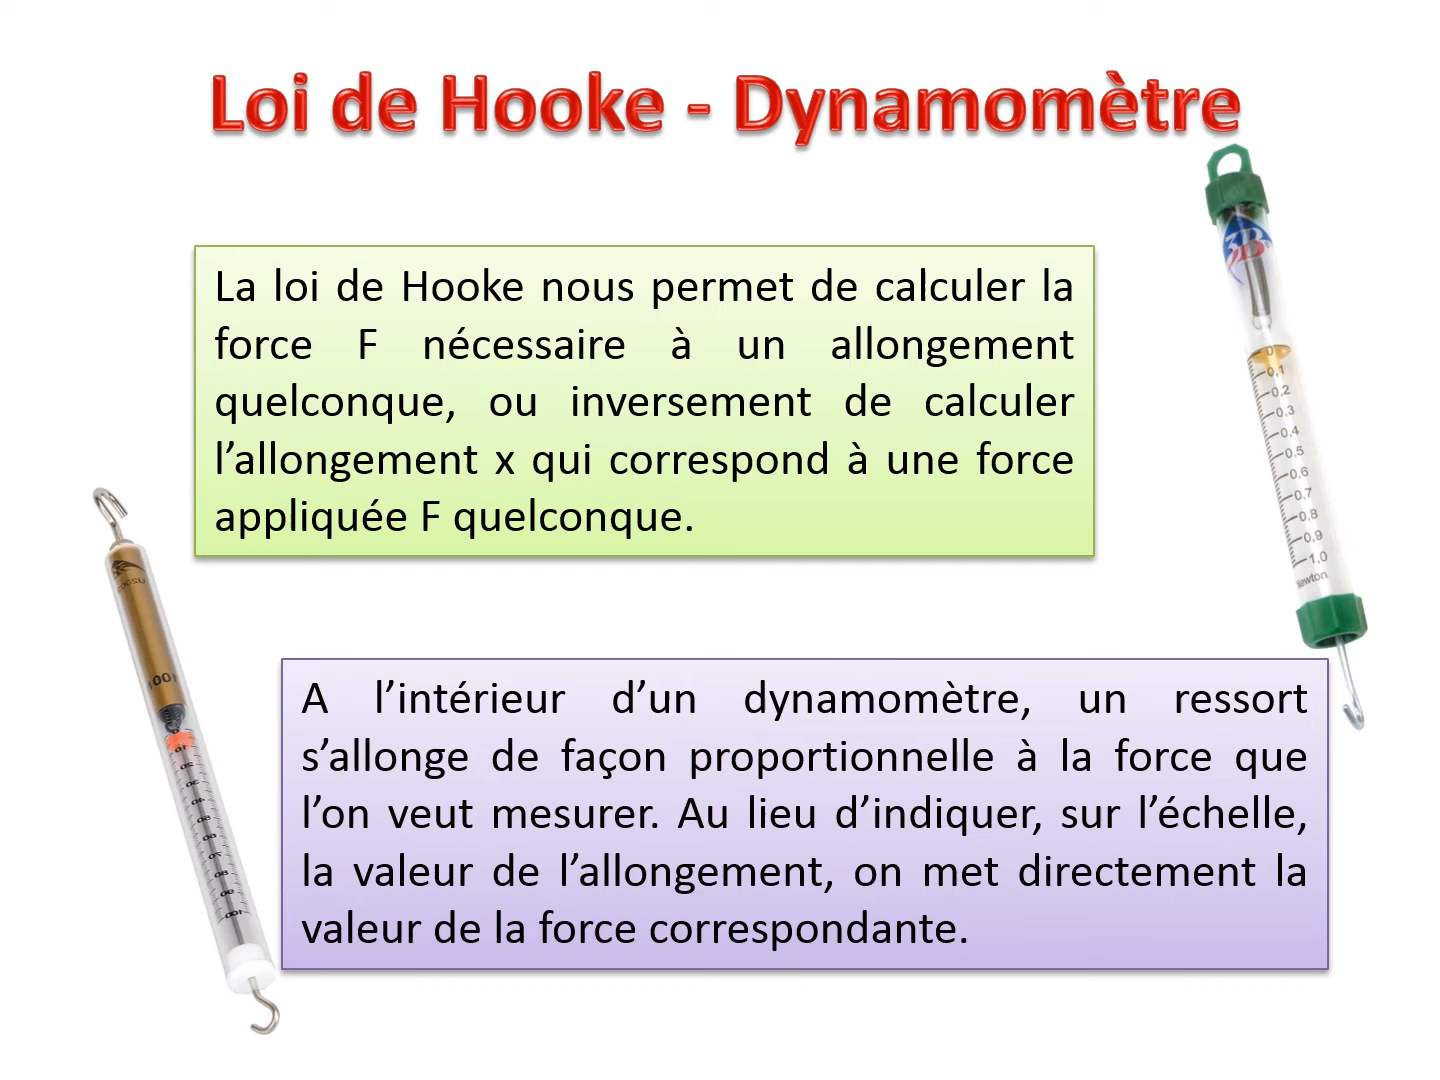 Loi de Hooke - Dynamomètre
La loi de Hooke nous permet de calculer la
force F nécessaire à un allongement
quelconque, ou inversement de calculer
l’allongement x qui correspond à une force
appliquée F quelconque.
3B
0
0,1
0,2
0,3
0,4
0,5
0,6
0,7
0,8
0,9
1,0
Newton
A l’intérieur d’un dynamomètre, un ressort
s’allonge de façon proportionnelle à la force que
l’on veut mesurer. Au lieu d’indiquer, sur l’échelle,
la valeur de l’allongement, on met directement la
valeur de la force correspondante.